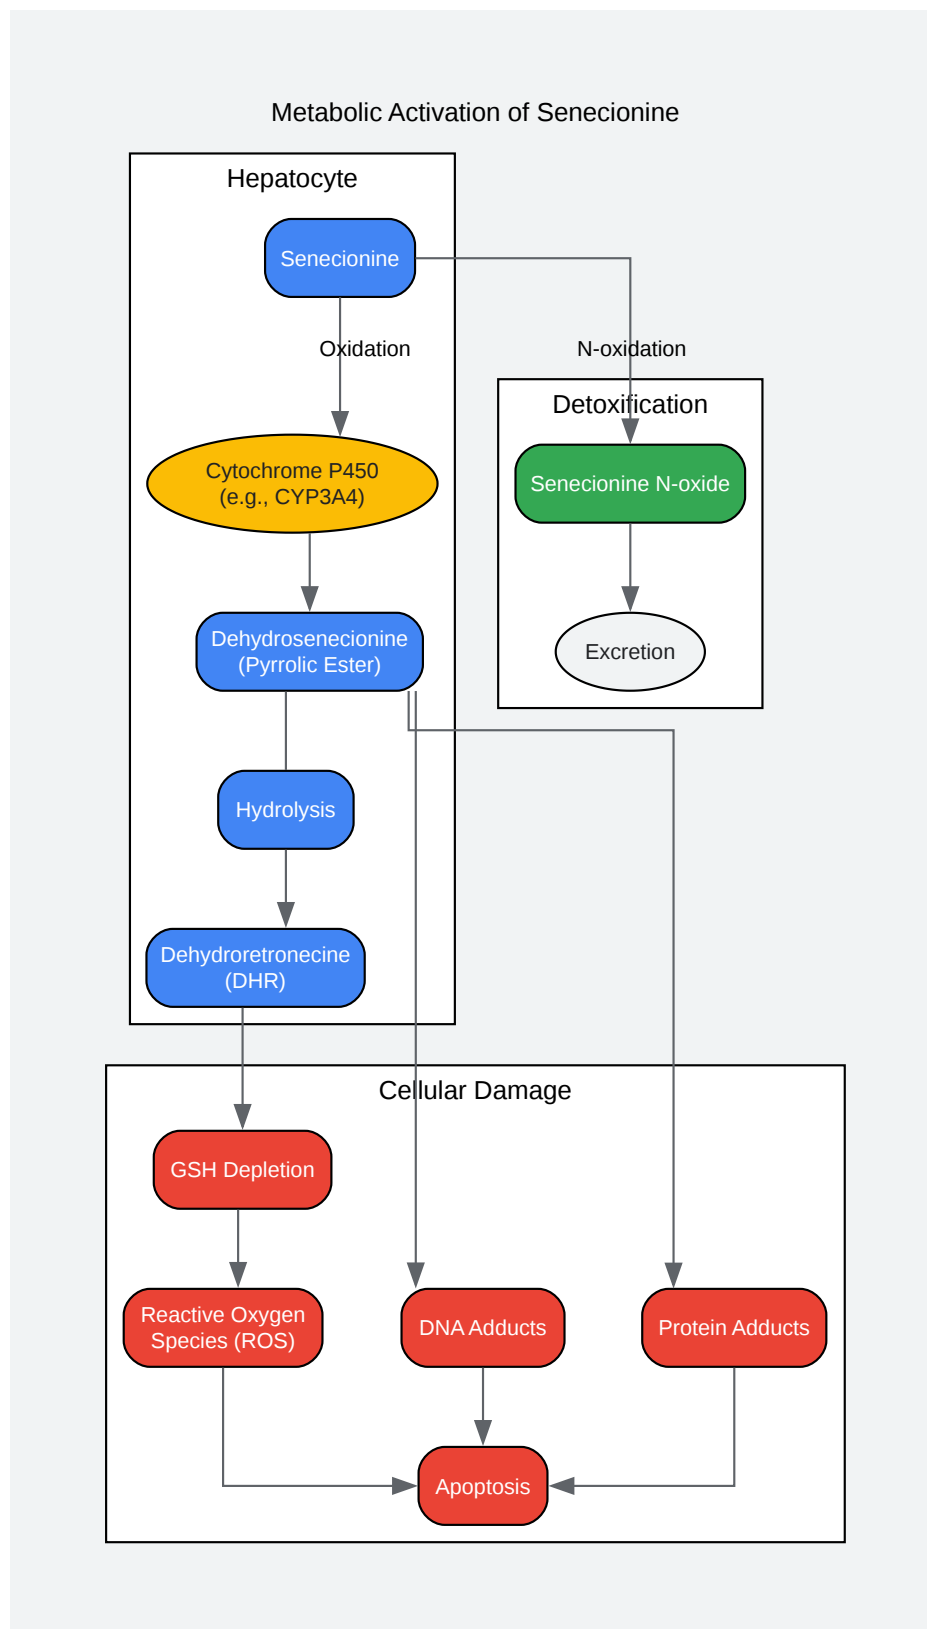 Metabolic Activation of Senecionine
Hepatocyte
Senecionine
Oxidation
N-oxidation
Detoxification
Cytochrome P450
(e.g., CYP3A4)
Senecionine N-oxide
Dehydrosenecionine
(Pyrrolic Ester)
Excretion
Hydrolysis
Dehydroretronecine
(DHR)
Cellular Damage
GSH Depletion
Reactive Oxygen
Species (ROS)
DNA Adducts
Protein Adducts
Apoptosis